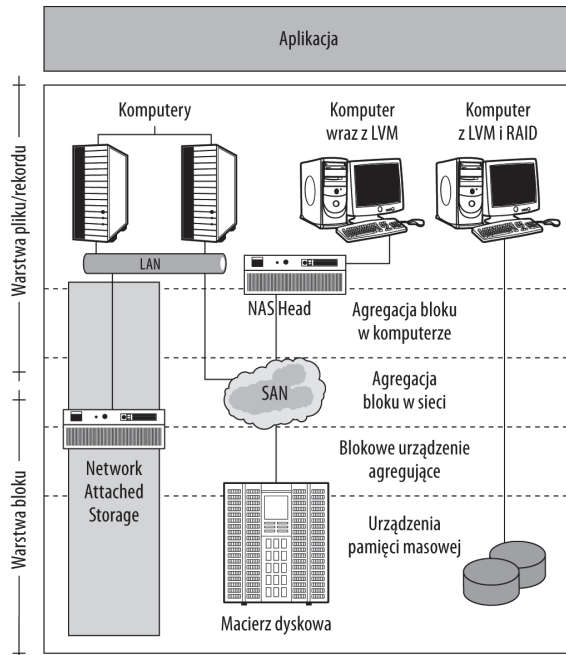 Aplikacja
Warstwa pliku/rekordu
Warstwa bloku
Komputery
Komputer
wraz z LVM
Komputer
z LVM i RAID
LAN
NAS Head
Agregacja bloku
w komputerze
SAN
Agregacja
bloku w sieci
Network
Attached
Storage
Blokowe urządzenie
agregujące
Urządzenia
pamięci masowej
Macierz dyskowa